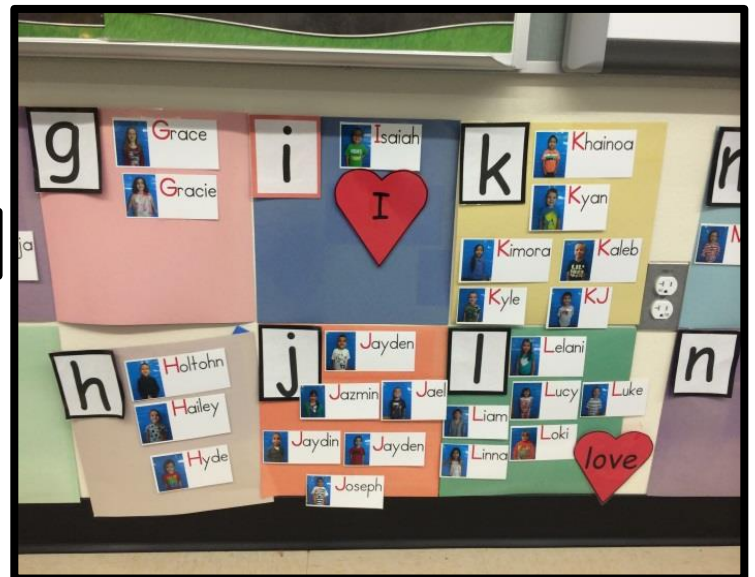 g
Grace
Gracie
i
Isaiah
I
k
Khainoa
Kyan
Kimora
Kaleb
Kyle
KJ
h
Holtohn
Hailey
Hyde
j
Jayden
Jazmin
Jael
Jaydin
Jayden
Joseph
l
Lelani
Lucy
Luke
Liam
Loki
Linna
love
n
ja